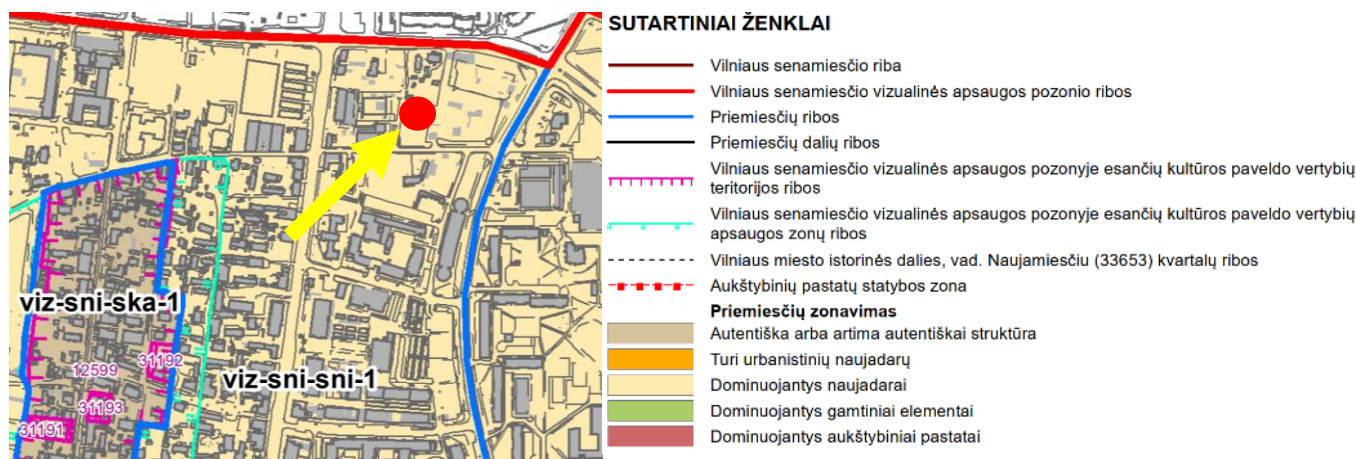 viz-sni-ska-1
31192
12599
viz-sni-sni-1
31193
31191
SUTARTINIAI ŽENKLAI
Vilniaus senamiesčio riba
Vilniaus senamiesčio vizualinės apsaugos pozonio ribos
Priemiesčių ribos
Priemiesčių dalių ribos
Vilniaus senamiesčio vizualinės apsaugos pozonyje esančių kultūros paveldo vertybių
teritorijos ribos
Vilniaus senamiesčio vizualinės apsaugos pozonyje esančių kultūros paveldo vertybių
apsaugos zonų ribos
Vilniaus miesto istorinės dalies, vad. Naujamiesčiu (33653) kvartalų ribos
Aukštybinių pastatų statybos zona
Priemiesčių zonavimas
Autentiška arba artima autentiškai struktūra
Turi urbanistinių naujadarų
Dominuojantys naujadarai
Dominuojantys gamtiniai elementai
Dominuojantys aukštybiniai pastatai